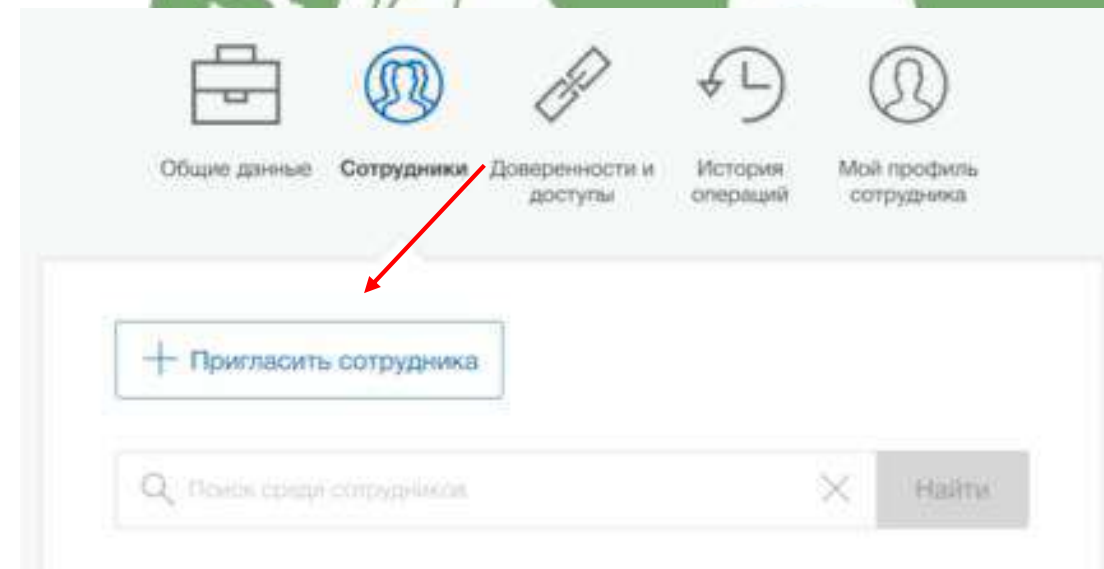 Общие данные
Сотрудники
Доверенности и
доступы
История
операций
Мой профиль
сотрудника
Пригласить сотрудника
Поиск среди сотрудников
Найти